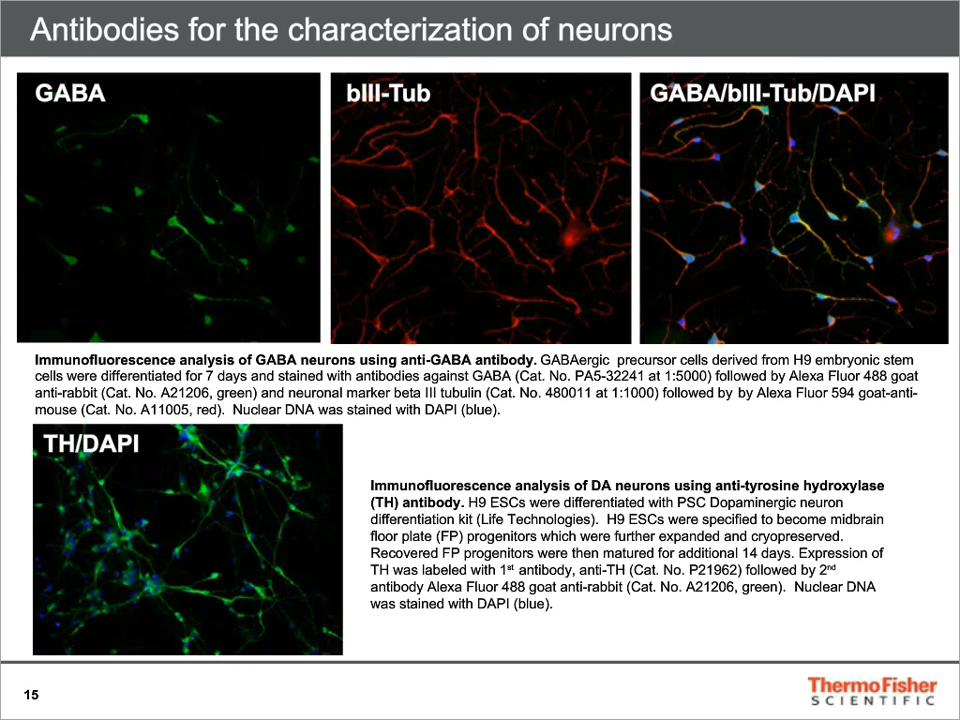 Antibodies for the characterization of neurons
GABA
bIII-Tub
GABA/bIII-Tub/DAPI
Immunofluorescence analysis of GABA neurons using anti-GABA antibody. GABAergic precursor cells derived from H9 embryonic stem
cells were differentiated for 7 days and stained with antibodies against GABA (Cat. No. PA5-32241 at 1:5000) followed by Alexa Fluor 488 goat
anti-rabbit (Cat. No. A21206, green) and neuronal marker beta III tubulin (Cat. No. 480011 at 1:1000) followed by by Alexa Fluor 594 goat-anti-
mouse (Cat. No. A11005, red). Nuclear DNA was stained with DAPI (blue).
TH/DAPI
Immunofluorescence analysis of DA neurons using anti-tyrosine hydroxylase
(TH) antibody. H9 ESCs were differentiated with PSC Dopaminergic neuron
differentiation kit (Life Technologies). H9 ESCs were specified to become midbrain
floor plate (FP) progenitors which were further expanded and cryopreserved.
Recovered FP progenitors were then matured for additional 14 days. Expression of
TH was labeled with 1st antibody, anti-TH (Cat. No. P21962) followed by 2nd
antibody Alexa Fluor 488 goat anti-rabbit (Cat. No. A21206, green). Nuclear DNA
was stained with DAPI (blue).
15
ThermoFisher
SCIENTIFIC